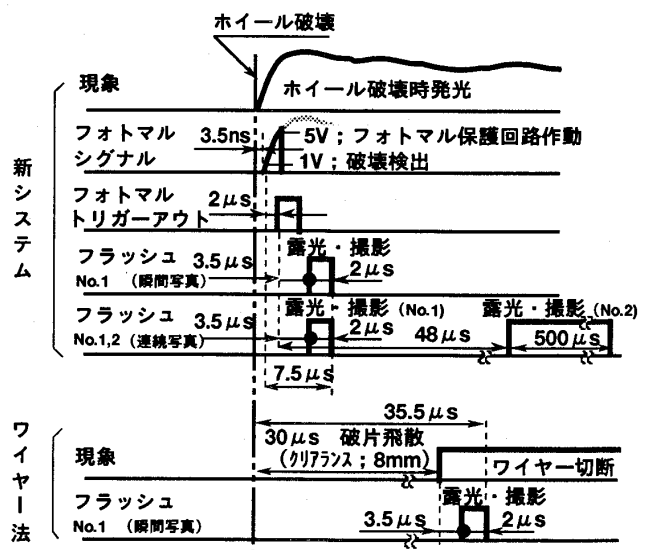 ホイール破壊
現象
ホイール破壊時発光
フォトマル
シグナル
3.5ns
5V；フォトマル保護回路作動
1V；破壊検出
新システム
フォトマル
トリガーアウト
2μs
フラッシュ
No.1 （瞬間写真）
3.5μs
露光・撮影
2μs
フラッシュ
No.1,2（連続写真）
3.5μs
露光・撮影（No.1）
2μs
48μs
露光・撮影（No.2）
500μs
7.5μs
35.5μs
ワイヤー法
現象
30μs 破片飛散
（クリアランス；8mm）
ワイヤー切断
フラッシュ
No.1 （瞬間写真）
3.5μs
露光・撮影
2μs